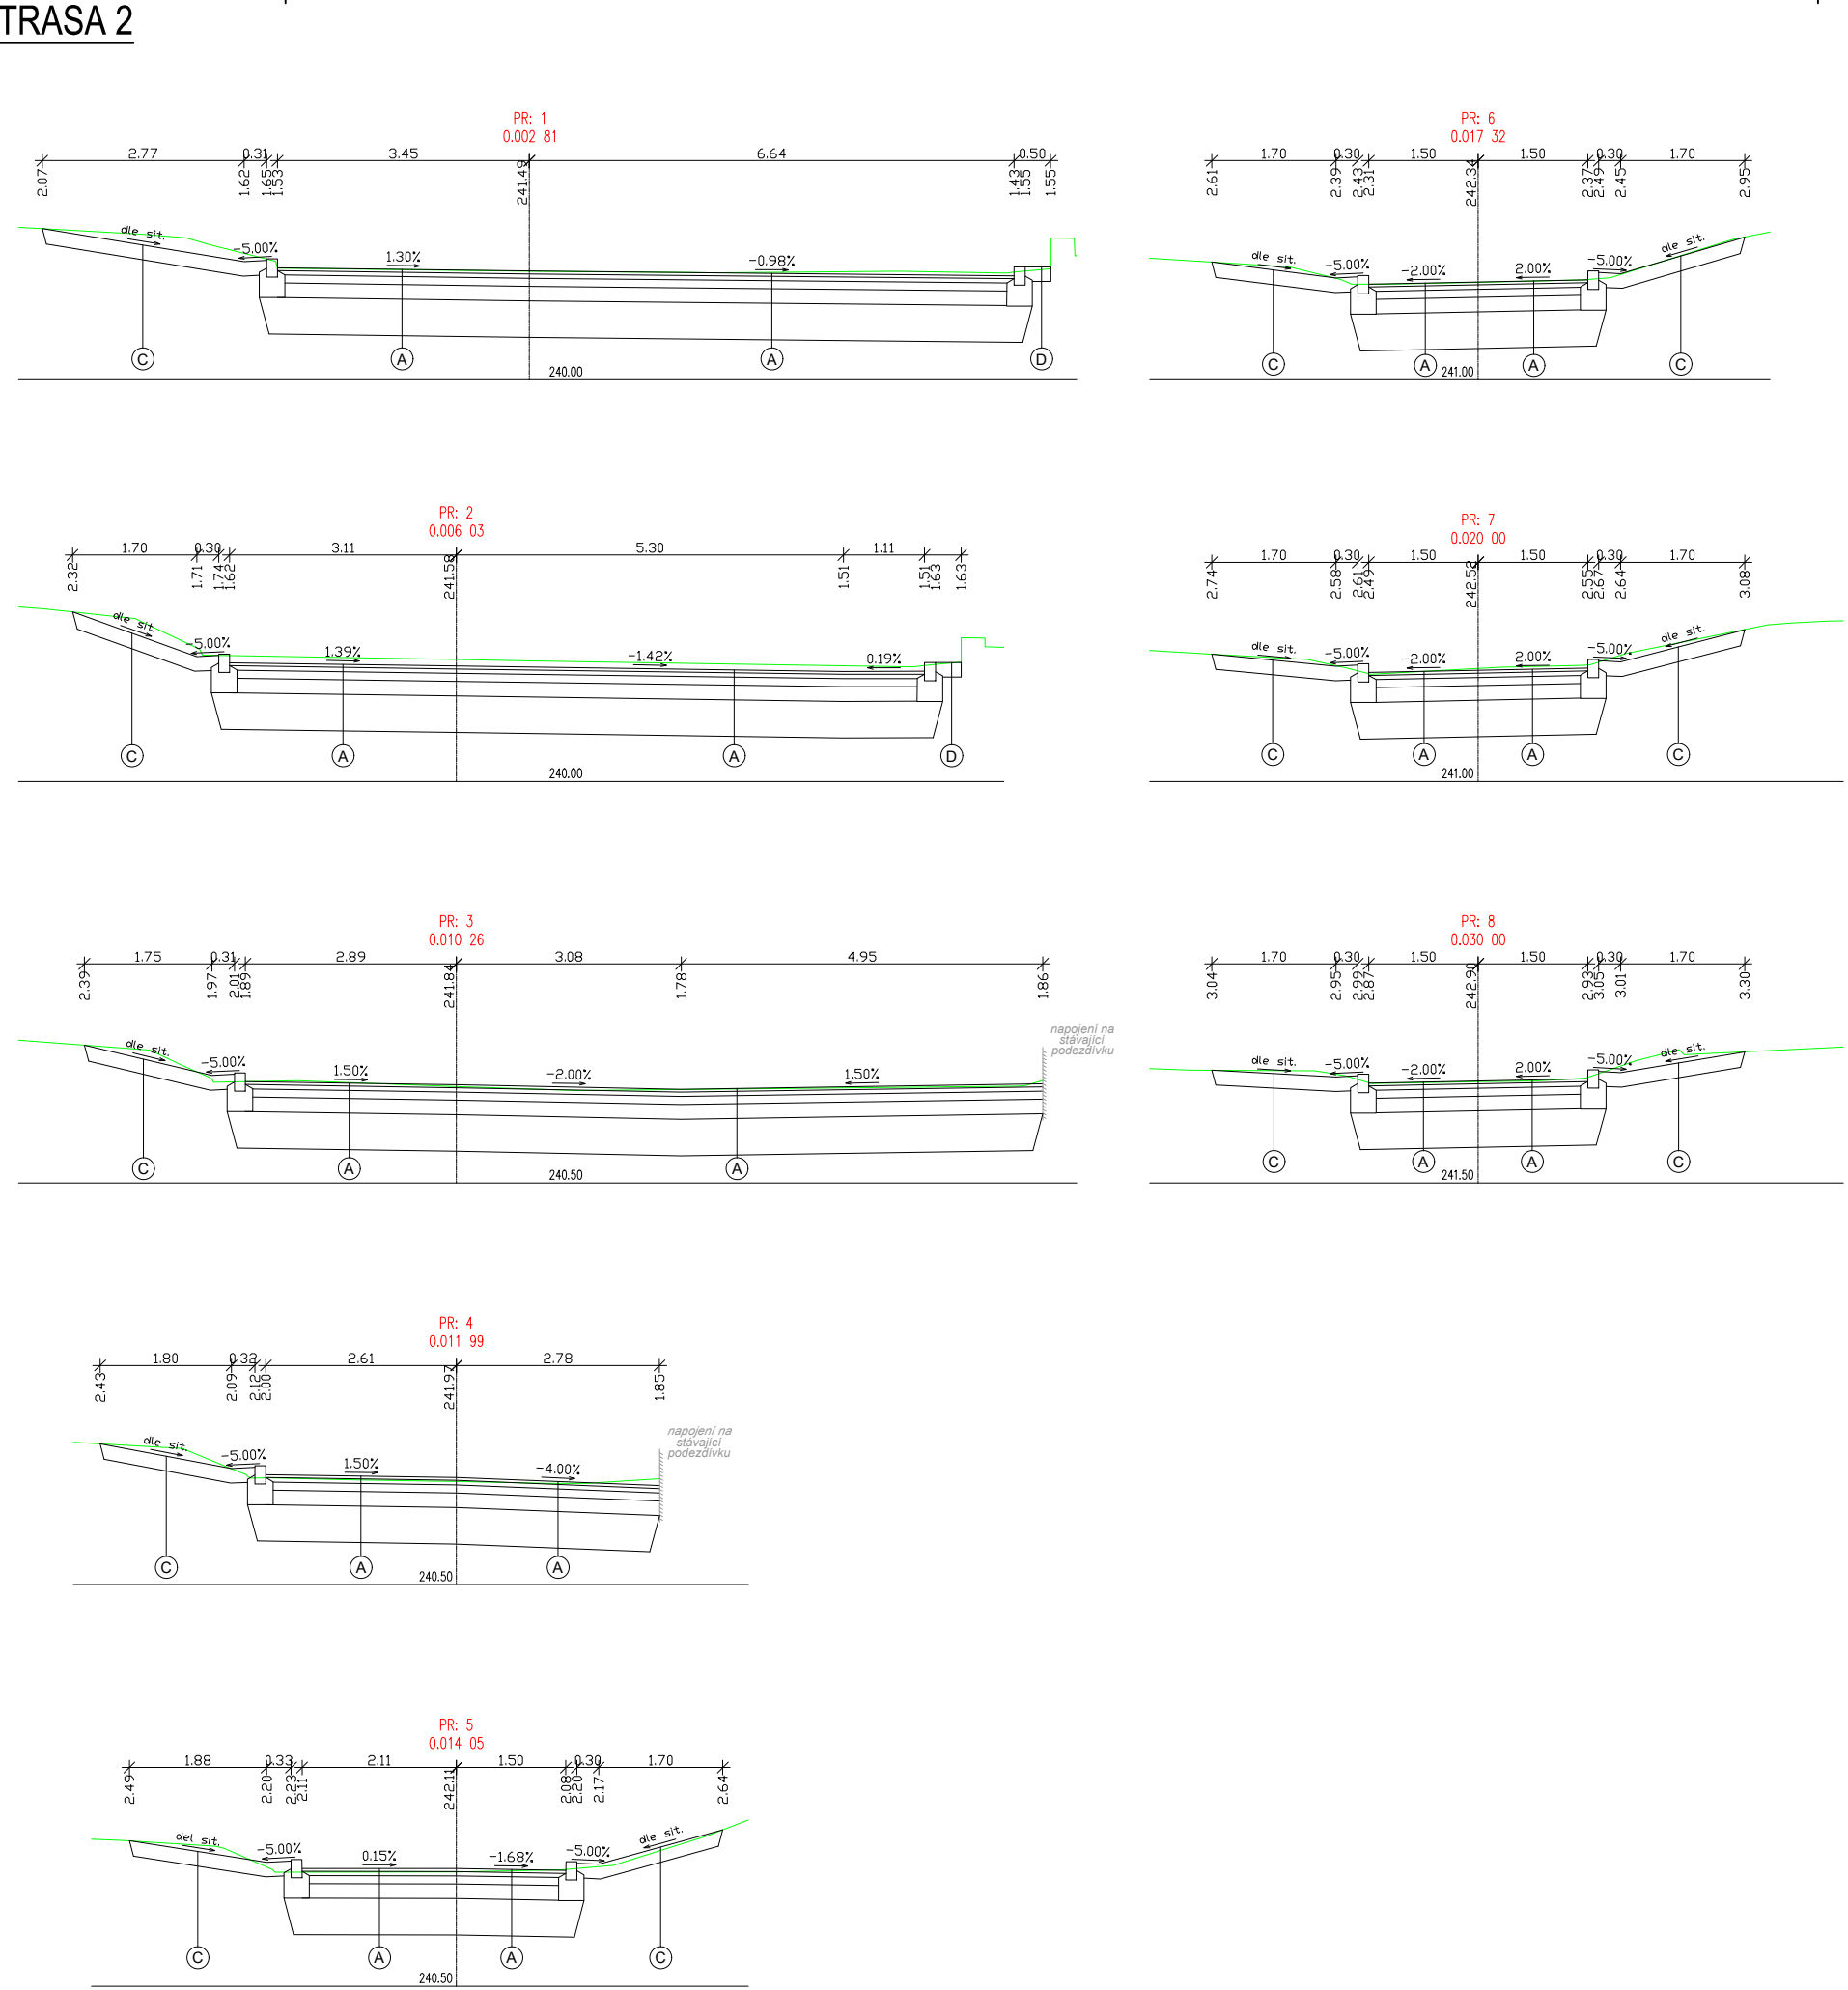 TRASA 2
PR: 1
0.002 81
2.77 0.31 3.45 6.64 0.50
2.07 1.62 1.65 1.53 241.49 1.43 1.55 1.55
dle sit. -5.00% 1.30% -0.98%
C A A D
240.00
PR: 2
0.006 03
1.70 0.30 3.11 5.30 1.11
2.32 1.71 1.74 1.62 241.58 1.51 1.51 1.63 1.63
dle sit. -5.00% 1.39% -1.42% 0.19%
C A A D
240.00
PR: 3
0.010 26
1.75 0.31 2.89 3.08 4.95
2.39 1.97 2.01 1.89 241.84 1.78 1.86
napojení na
stávající
podezdívku
dle sit. -5.00% 1.50% -2.00% 1.50%
C A A
240.50
PR: 4
0.011 99
1.80 0.32 2.61 2.78
2.43 2.09 2.12 2.00 241.97 1.85
napojení na
stávající
podezdívku
dle sit. -5.00% 1.50% -4.00%
C A A
240.50
PR: 5
0.014 05
1.88 0.33 2.11 1.50 0.30 1.70
2.49 2.20 2.23 2.11 242.11 2.08 2.20 2.17 2.64
del sit. -5.00% 0.15% -1.68% -5.00% dle sit.
C A A C
240.50
PR: 6
0.017 32
1.70 0.30 1.50 1.50 0.30 1.70
2.61 2.39 2.43 2.31 242.34 2.37 2.49 2.45 2.95
dle sit. -5.00% -2.00% 2.00% -5.00% dle sit.
C A A C
241.00
PR: 7
0.020 00
1.70 0.30 1.50 1.50 0.30 1.70
2.74 2.58 2.61 2.49 242.52 2.55 2.67 2.64 3.08
dle sit. -5.00% -2.00% 2.00% -5.00% dle sit.
C A A C
241.00
PR: 8
0.030 00
1.70 0.30 1.50 1.50 0.30 1.70
3.04 2.95 2.99 2.87 242.90 2.93 3.05 3.01 3.30
dle sit. -5.00% -2.00% 2.00% -5.00% dle sit.
C A A C
241.50